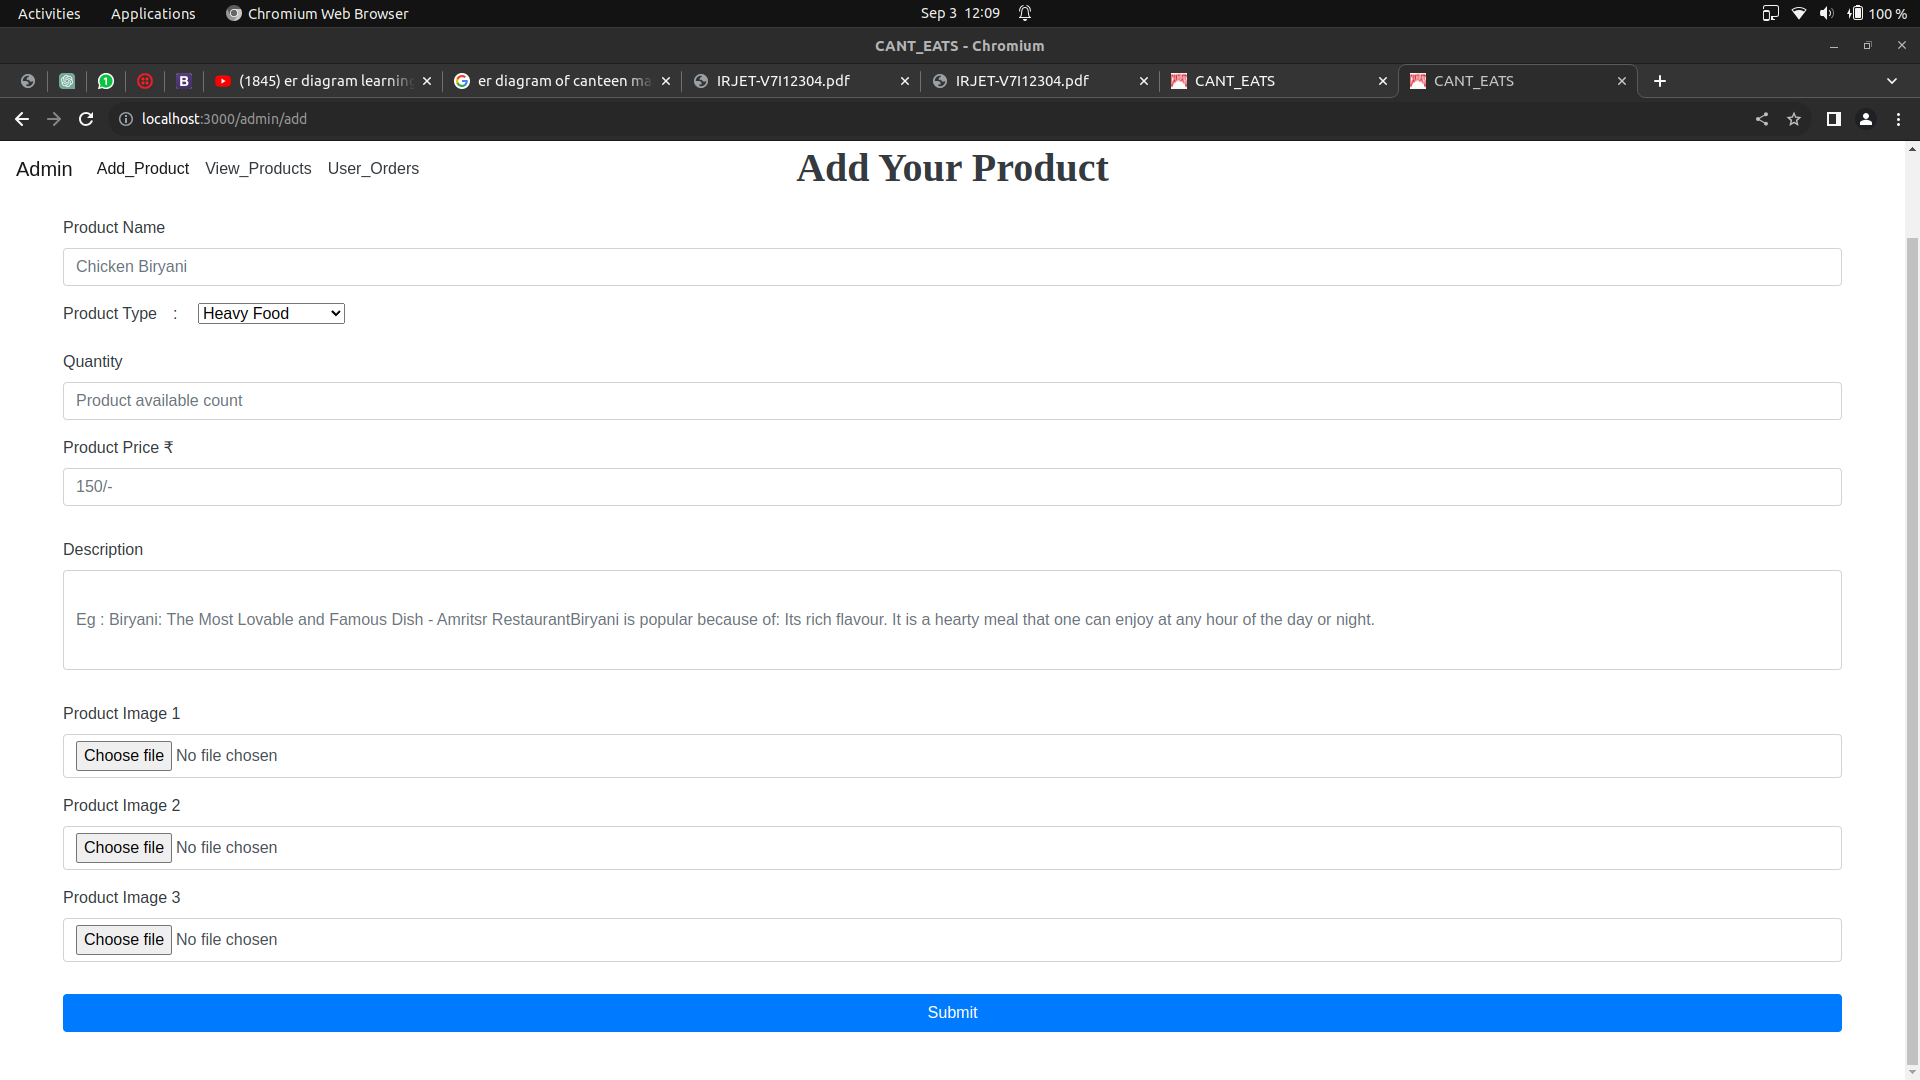 Activities Applications Chromium Web Browser Sep 3 12:09 100 %
CANT_EATS - Chromium
1 B (1845) er diagram learning er diagram of canteen ma IRJET-V7I12304.pdf IRJET-V7I12304.pdf CANT_EATS CANT_EATS
localhost:3000/admin/add
Admin Add_Product View_Products User_Orders Add Your Product
Product Name
Chicken Biryani
Product Type : Heavy Food
Quantity
Product available count
Product Price ₹
150/-
Description
Eg : Biryani: The Most Lovable and Famous Dish - Amritsr RestaurantBiryani is popular because of: Its rich flavour. It is a hearty meal that one can enjoy at any hour of the day or night.
Product Image 1
Choose file No file chosen
Product Image 2
Choose file No file chosen
Product Image 3
Choose file No file chosen
Submit